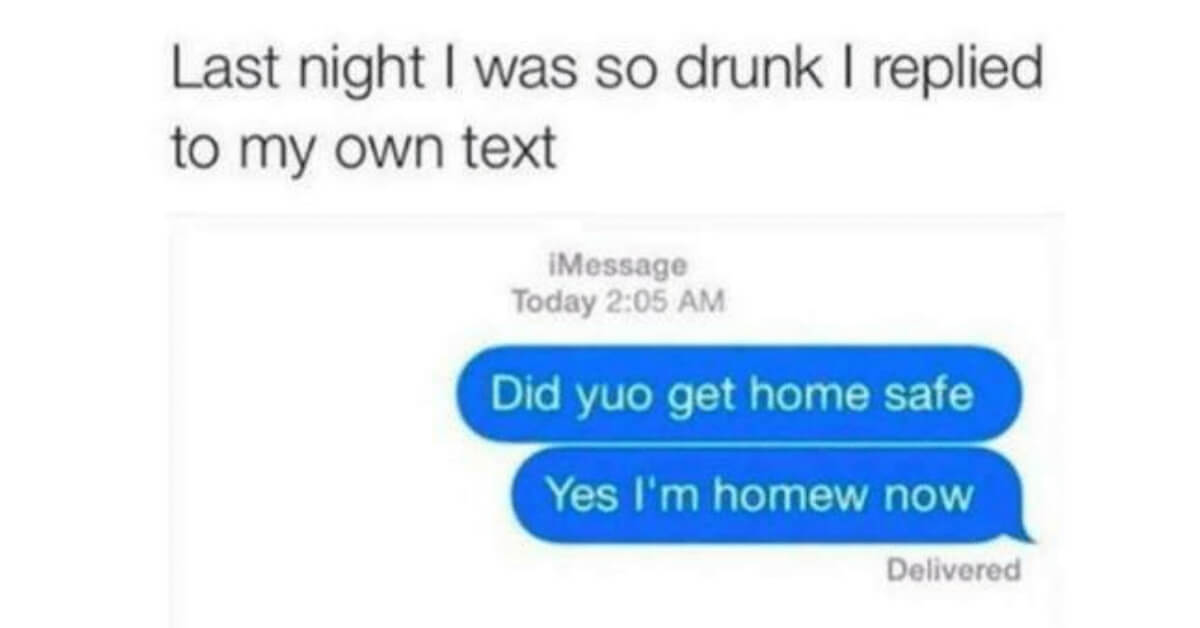 Last night I was so drunk I replied
to my own text
iMessage
Today 2:05 AM
Did yuo get home safe
Yes I'm homew now
Delivered